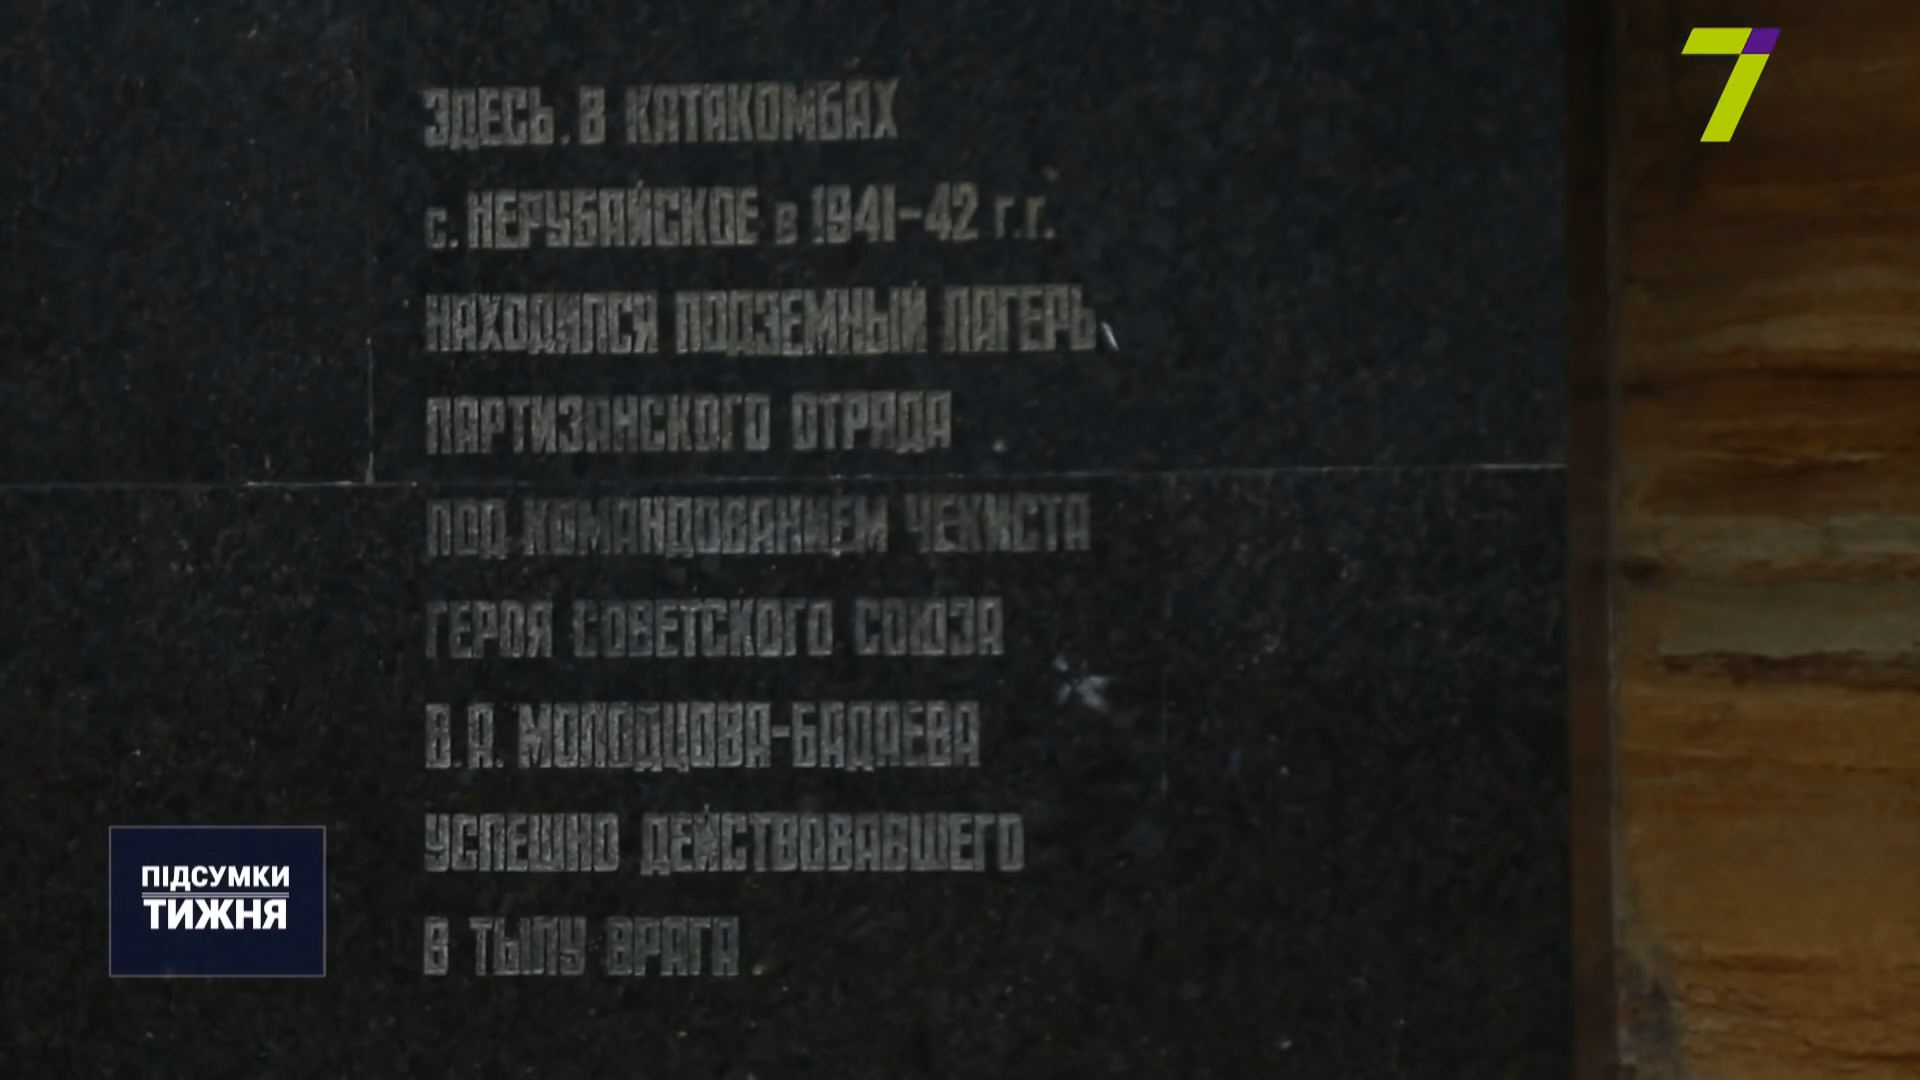 7
ЗДЕСЬ, В КАТАКОМБАХ
с. НЕРУБАЙСКОЕ в 1941-42 г.г.
НАХОДИЛСЯ ПОДЗЕМНЫЙ ЛАГЕРЬ
ПАРТИЗАНСКОГО ОТРЯДА
ПОД КОМАНДОВАНИЕМ ЧЕКИСТА
ГЕРОЯ СОВЕТСКОГО СОЮЗА
В.А. МОЛОДЦОВА-БАДАЕВА
УСПЕШНО ДЕЙСТВОВАВШЕГО
В ТЫЛУ ВРАГА.
ПІДСУМКИ
ТИЖНЯ